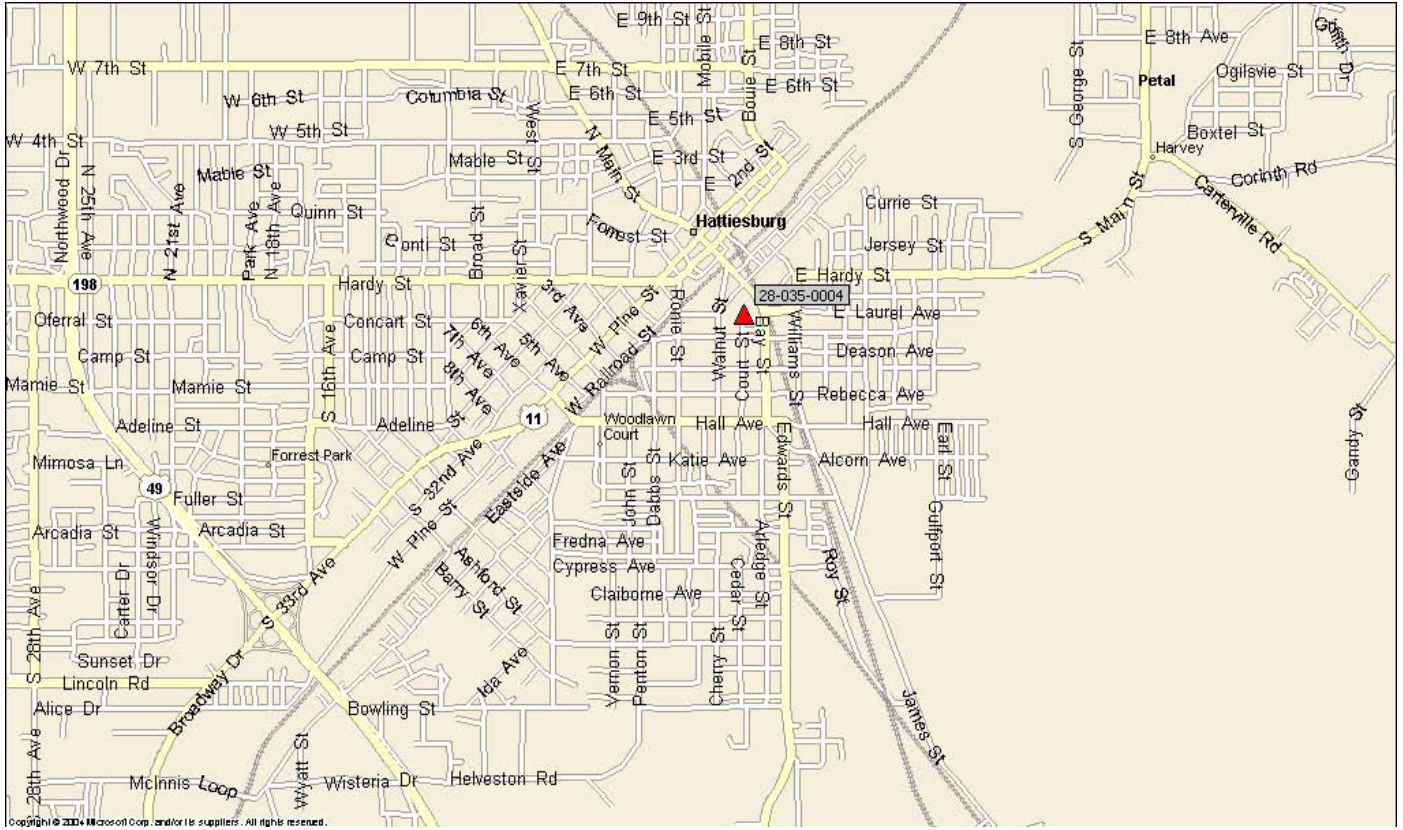 E 9th St
Mobile St
Bouie St
E 8th St
E 8th Ave
Griffith Dr
S George St
Petal
Ogilsvie St
W 7th St
E 7th St
E 6th St
E 6th St
W 6th St
Columbia St
West St
E 5th St
W 5th St
W 4th St
Boxtel St
Harvey
N Main St
Mable St
E 3rd St
E 2nd St
Northwood Dr
N 25th Ave
Mable St
N 21st Ave
Park Ave
N 18th Ave
Corinth Rd
Carterville Rd
S Main St
Quinn St
Broad St
Forrest St
Hattiesburg
Currie St
Conti St
Xavier St
Jersey St
198
Hardy St
E Hardy St
3rd Ave
W Pine St
Ronie St
Walnut St
28-035-0004
Oferral St
Concart St
6th Ave
7th Ave
5th Ave
8th Ave
W Railroad St
Court St
Bay St
Williams St
E Laurel Ave
Camp St
Camp St
S 16th Ave
Deason Ave
Mamie St
Mamie St
Rebecca Ave
11
Adeline St
Adeline St
Woodlawn Court
Hall Ave
Hall Ave
Edwards St
Earl St
Gandy St
Mimosa Ln
Forrest Park
S 32nd Ave
Eastside Ave
John St
Dabbs St
Katie Ave
Alcorn Ave
49
Fuller St
Arcadia St
Windsor Dr
Arcadia St
W Pine St
Fredna Ave
Arledge St
Gulfport St
Cypress Ave
Ashford St
Barry St
Claiborne Ave
Cedar St
Roy St
S 28th Ave
Carter Dr
S 33rd Ave
Vernon St
Penton St
Cherry St
Sunset Dr
Lincoln Rd
Broadway Dr
Ida Ave
Alice Dr
Bowling St
James St
S 28th Ave
McInnis Loop
Wyatt St
Wisteria Dr
Helveston Rd
Copyright © 2004 Microsoft Corp. and/or its suppliers. All rights reserved.